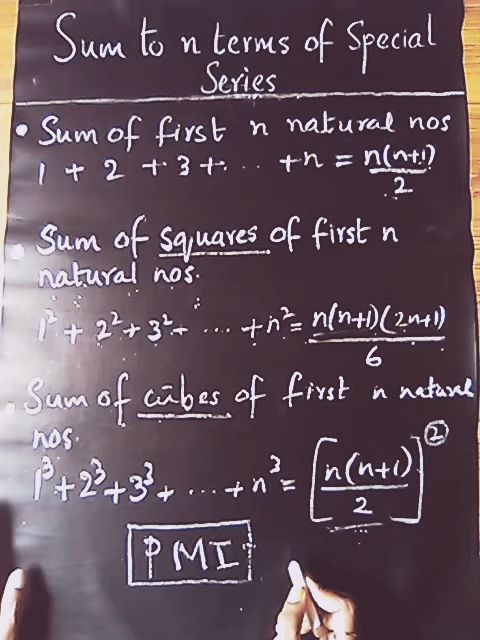 Sum to n terms of Special
Series
• Sum of first n natural nos
1 + 2 + 3 + ... + n = n(n+1)/2
• Sum of squares of first n
natural nos.
1² + 2² + 3² + ... + n² = n(n+1)(2n+1)/6
• Sum of cubes of first n natural
nos.
1³ + 2³ + 3³ + ... + n³ = [n(n+1)/2]²
PMI